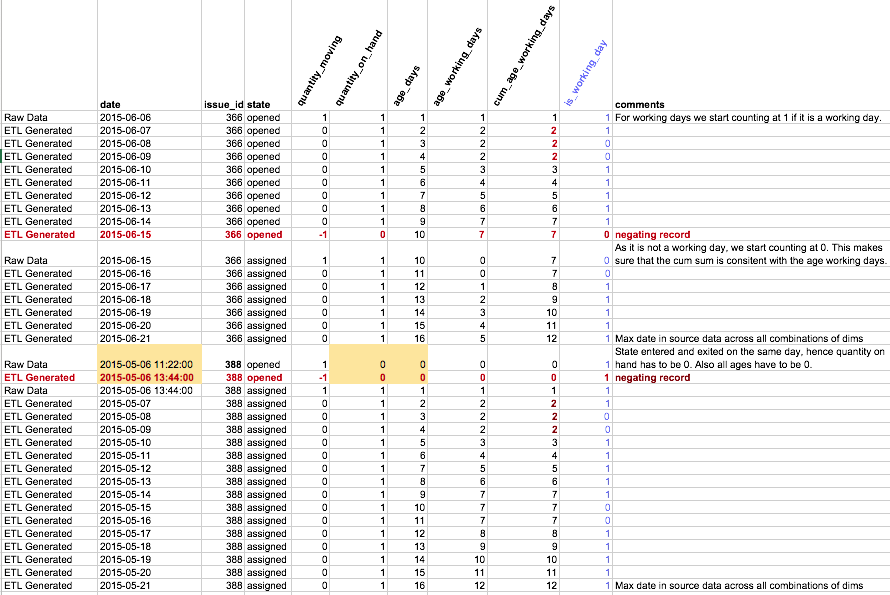 date issue_id state quantity_moving quantity_on_hand age_days age_working_days cum_age_working_days is_working_day comments
Raw Data 2015-06-06 366 opened 1 1 1 1 1 1 For working days we start counting at 1 if it is a working day.
ETL Generated 2015-06-07 366 opened 0 1 2 2 2 1
ETL Generated 2015-06-08 366 opened 0 1 3 2 2 0
ETL Generated 2015-06-09 366 opened 0 1 4 2 2 0
ETL Generated 2015-06-10 366 opened 0 1 5 3 3 1
ETL Generated 2015-06-11 366 opened 0 1 6 4 4 1
ETL Generated 2015-06-12 366 opened 0 1 7 5 5 1
ETL Generated 2015-06-13 366 opened 0 1 8 6 6 1
ETL Generated 2015-06-14 366 opened 0 1 9 7 7 1
ETL Generated 2015-06-15 366 opened -1 0 10 7 7 0 negating record
As it is not a working day, we start counting at 0. This makes
Raw Data 2015-06-15 366 assigned 1 1 10 0 7 0 sure that the cum sum is consitent with the age working days.
ETL Generated 2015-06-16 366 assigned 0 1 11 0 7 0
ETL Generated 2015-06-17 366 assigned 0 1 12 1 8 1
ETL Generated 2015-06-18 366 assigned 0 1 13 2 9 1
ETL Generated 2015-06-19 366 assigned 0 1 14 3 10 1
ETL Generated 2015-06-20 366 assigned 0 1 15 4 11 1
ETL Generated 2015-06-21 366 assigned 0 1 16 5 12 1 Max date in source data across all combinations of dims
State entered and exited on the same day, hence quantity on
Raw Data 2015-05-06 11:22:00 388 opened 1 0 0 0 0 1 hand has to be 0. Also all ages have to be 0.
ETL Generated 2015-05-06 13:44:00 388 opened -1 0 0 0 0 1 negating record
Raw Data 2015-05-06 13:44:00 388 assigned 1 1 1 1 1 1
ETL Generated 2015-05-07 388 assigned 0 1 2 2 2 1
ETL Generated 2015-05-08 388 assigned 0 1 3 2 2 0
ETL Generated 2015-05-09 388 assigned 0 1 4 2 2 0
ETL Generated 2015-05-10 388 assigned 0 1 5 3 3 1
ETL Generated 2015-05-11 388 assigned 0 1 6 4 4 1
ETL Generated 2015-05-12 388 assigned 0 1 7 5 5 1
ETL Generated 2015-05-13 388 assigned 0 1 8 6 6 1
ETL Generated 2015-05-14 388 assigned 0 1 9 7 7 1
ETL Generated 2015-05-15 388 assigned 0 1 10 7 7 0
ETL Generated 2015-05-16 388 assigned 0 1 11 7 7 0
ETL Generated 2015-05-17 388 assigned 0 1 12 8 8 1
ETL Generated 2015-05-18 388 assigned 0 1 13 9 9 1
ETL Generated 2015-05-19 388 assigned 0 1 14 10 10 1
ETL Generated 2015-05-20 388 assigned 0 1 15 11 11 1
ETL Generated 2015-05-21 388 assigned 0 1 16 12 12 1 Max date in source data across all combinations of dims